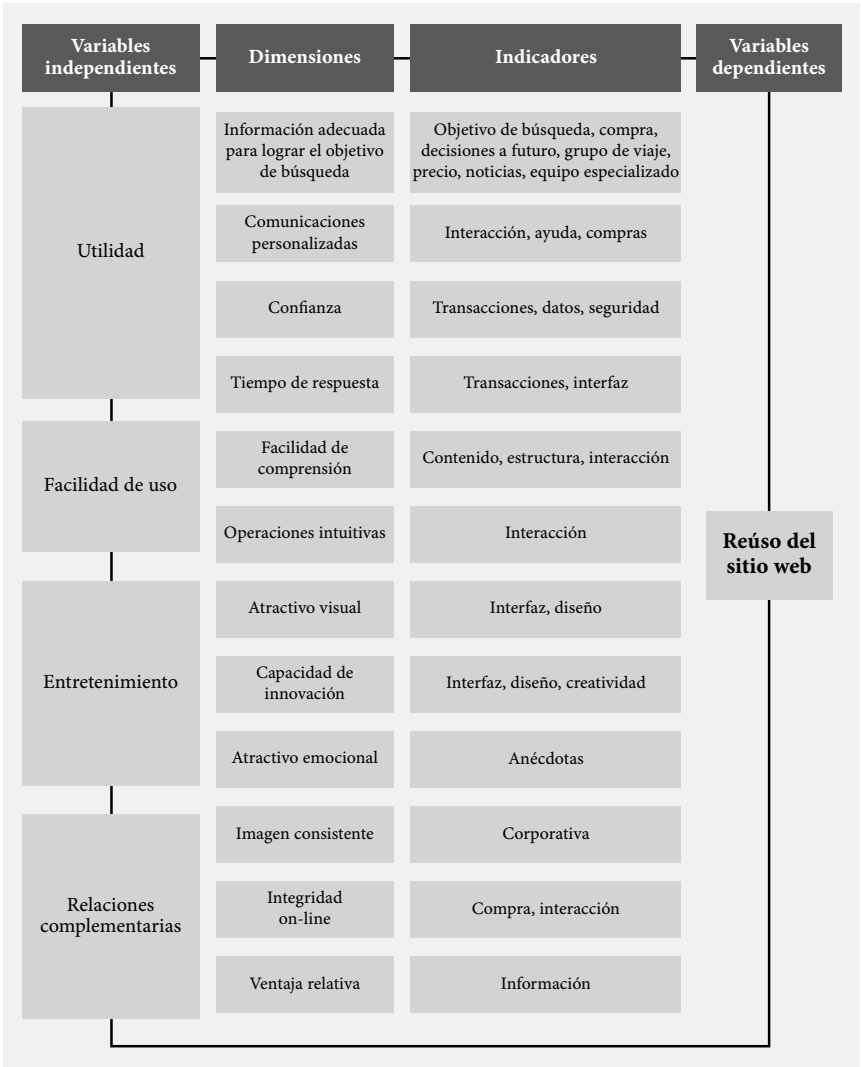 Variables
independientes
Dimensiones
Indicadores
Variables
dependientes
Utilidad
Información adecuada
para lograr el objetivo
de búsqueda
Objetivo de búsqueda, compra,
decisiones a futuro, grupo de viaje,
precio, noticias, equipo especializado
Comunicaciones
personalizadas
Interacción, ayuda, compras
Confianza
Transacciones, datos, seguridad
Tiempo de respuesta
Transacciones, interfaz
Facilidad de uso
Facilidad de
comprensión
Contenido, estructura, interacción
Operaciones intuitivas
Interacción
Entretenimiento
Atractivo visual
Interfaz, diseño
Capacidad de
innovación
Interfaz, diseño, creatividad
Atractivo emocional
Anécdotas
Relaciones
complementarias
Imagen consistente
Corporativa
Integridad
on-line
Compra, interacción
Ventaja relativa
Información
Reúso del
sitio web